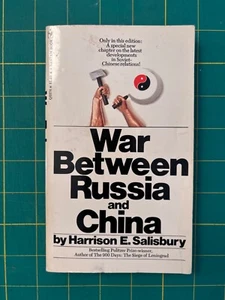 Only in this edition:
A special new
chapter on the latest
developments
in Soviet-
Chinese relations!
War
Between
Russia
and
China
by Harrison E. Salisbury
Bestselling Pulitzer Prize-winner,
Author of The 900 Days: The Siege of Leningrad